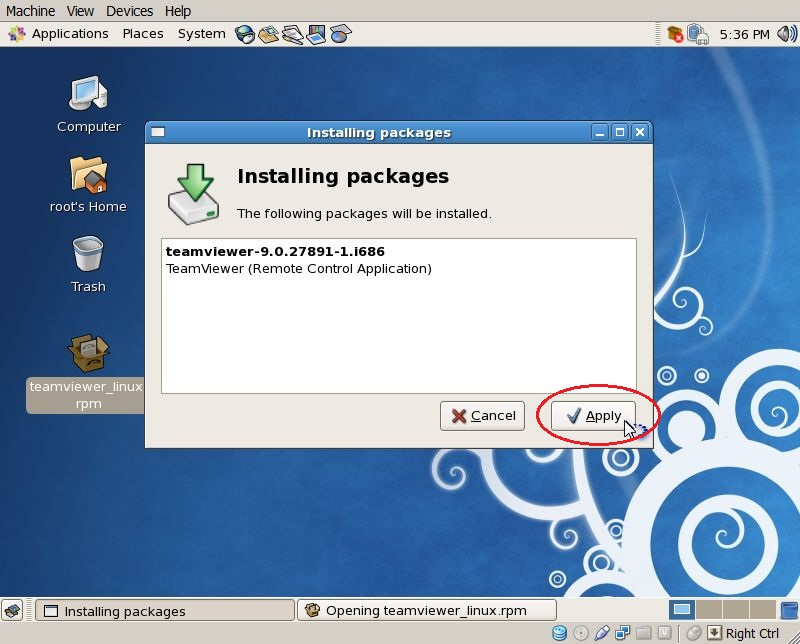 Machine View Devices Help
Applications Places System 5:36 PM
Computer
root's Home
Trash
teamviewer_linux
rpm
Installing packages
Installing packages
The following packages will be installed.
teamviewer-9.0.27891-1.i686
TeamViewer (Remote Control Application)
Cancel Apply
Installing packages Opening teamviewer_linux.rpm
Right Ctrl